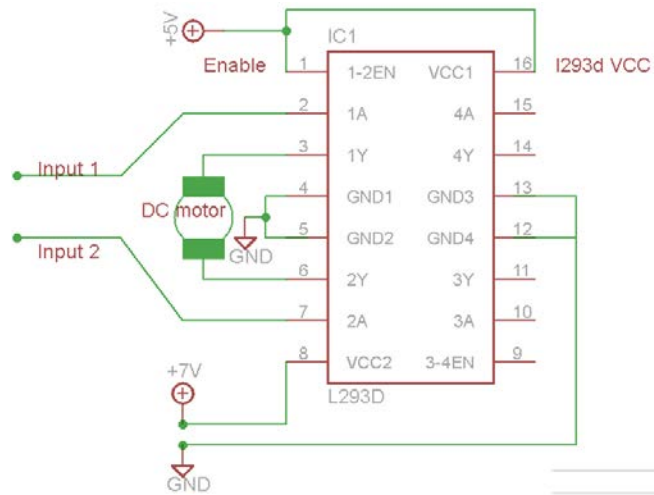 +5V
IC1
Enable
1
1-2EN
VCC1
16
I293d VCC
2
1A
4A
15
Input 1
3
1Y
4Y
14
DC motor
4
GND1
GND3
13
GND
5
GND2
GND4
12
Input 2
6
2Y
3Y
11
7
2A
3A
10
8
VCC2
3-4EN
9
+7V
L293D
GND